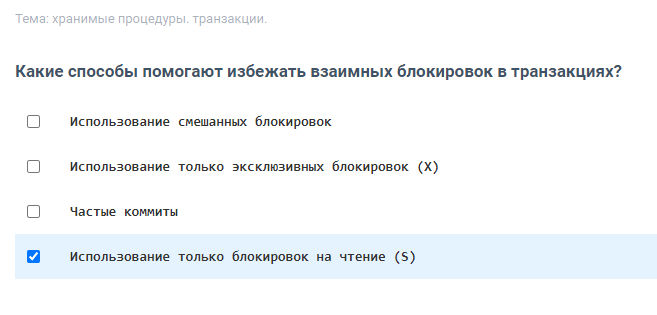 Тема: хранимые процедуры. транзакции.
Какие способы помогают избежать взаимных блокировок в транзакциях?
Использование смешанных блокировок
Использование только эксклюзивных блокировок (X)
Частые коммиты
Использование только блокировок на чтение (S)